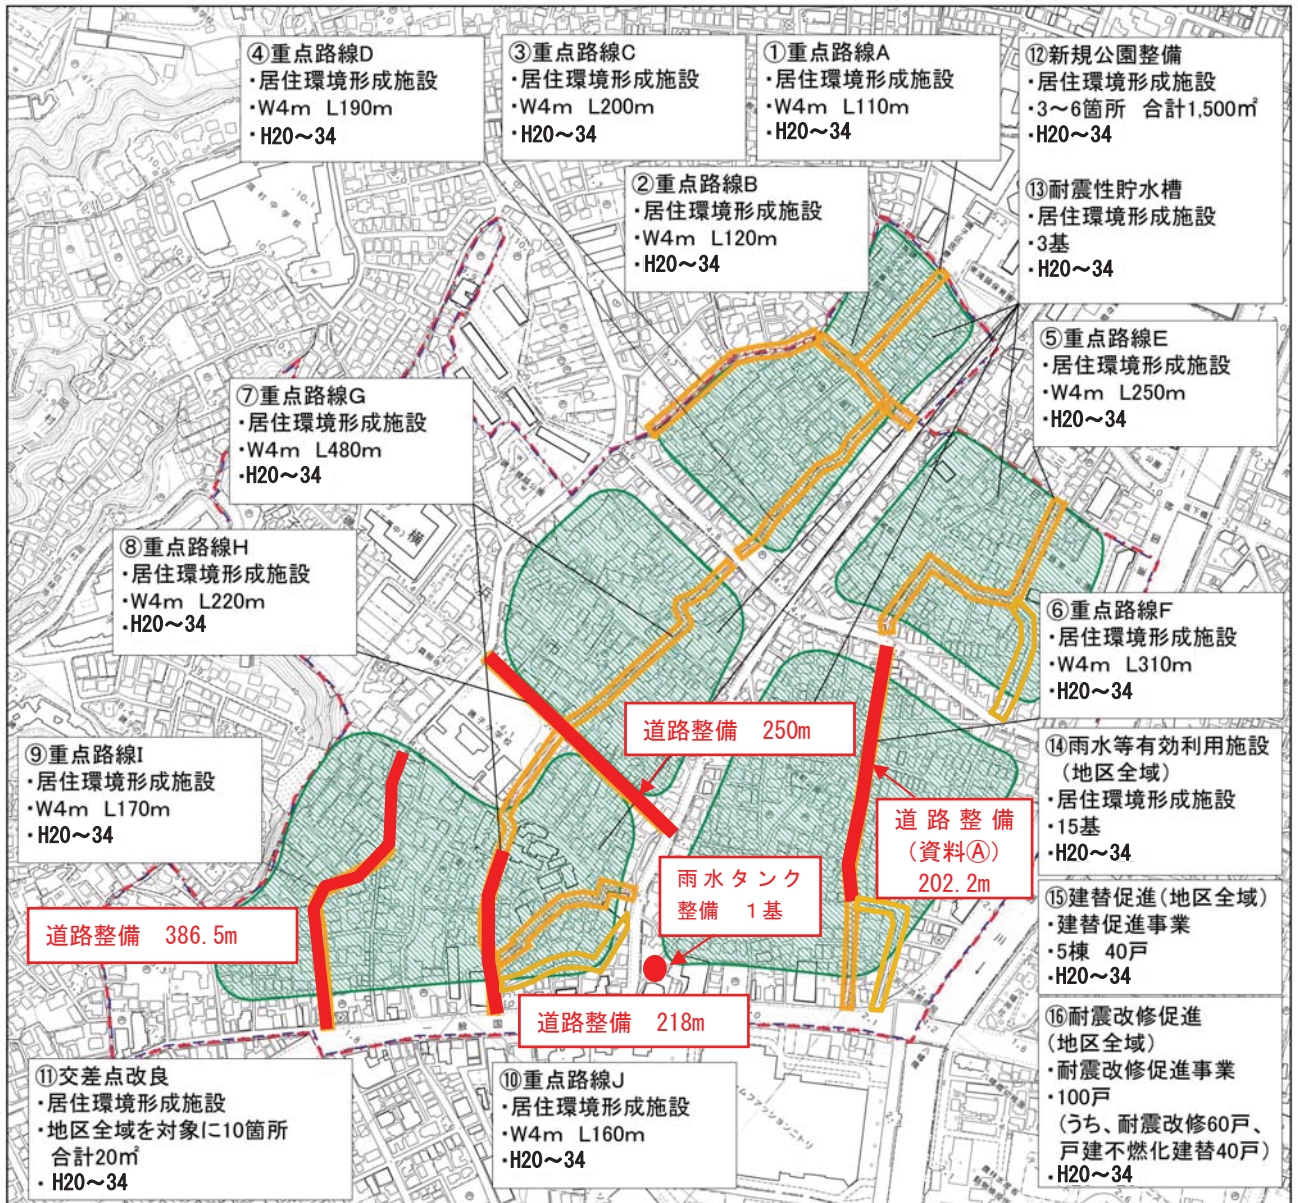 ④重点路線D
・居住環境形成施設
・W4m L190m
・H20～34
③重点路線C
・居住環境形成施設
・W4m L200m
・H20～34
①重点路線A
・居住環境形成施設
・W4m L110m
・H20～34
⑫新規公園整備
・居住環境形成施設
・3～6箇所 合計1,500㎡
・H20～34
⑬耐震性貯水槽
・居住環境形成施設
・3基
・H20～34
②重点路線B
・居住環境形成施設
・W4m L120m
・H20～34
⑤重点路線E
・居住環境形成施設
・W4m L250m
・H20～34
⑦重点路線G
・居住環境形成施設
・W4m L480m
・H20～34
⑧重点路線H
・居住環境形成施設
・W4m L220m
・H20～34
⑥重点路線F
・居住環境形成施設
・W4m L310m
・H20～34
道路整備 250m
⑨重点路線I
・居住環境形成施設
・W4m L170m
・H20～34
⑭雨水等有効利用施設
（地区全域）
・居住環境形成施設
・15基
・H20～34
道路整備
（資料Ⓐ）
202.2m
雨水タンク
整備 1基
道路整備 386.5m
⑮建替促進（地区全域）
・建替促進事業
・5棟 40戸
・H20～34
道路整備 218m
⑯耐震改修促進
（地区全域）
・耐震改修促進事業
・100戸
（うち、耐震改修60戸、
戸建不燃化建替40戸）
・H20～34
⑪交差点改良
・居住環境形成施設
・地区全域を対象に10箇所
合計20㎡
・H20～34
⑩重点路線J
・居住環境形成施設
・W4m L160m
・H20～34